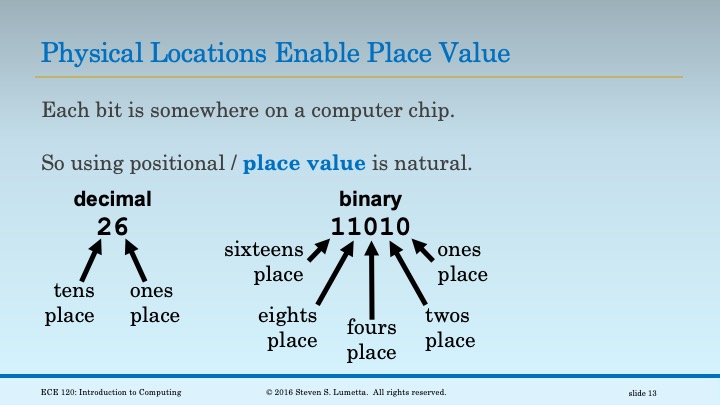 Physical Locations Enable Place Value
Each bit is somewhere on a computer chip.
So using positional / place value is natural.
decimal
26
tens
place
ones
place
binary
11010
sixteens
place
eights
place
fours
place
twos
place
ones
place
ECE 120: Introduction to Computing
© 2016 Steven S. Lumetta. All rights reserved.
slide 13